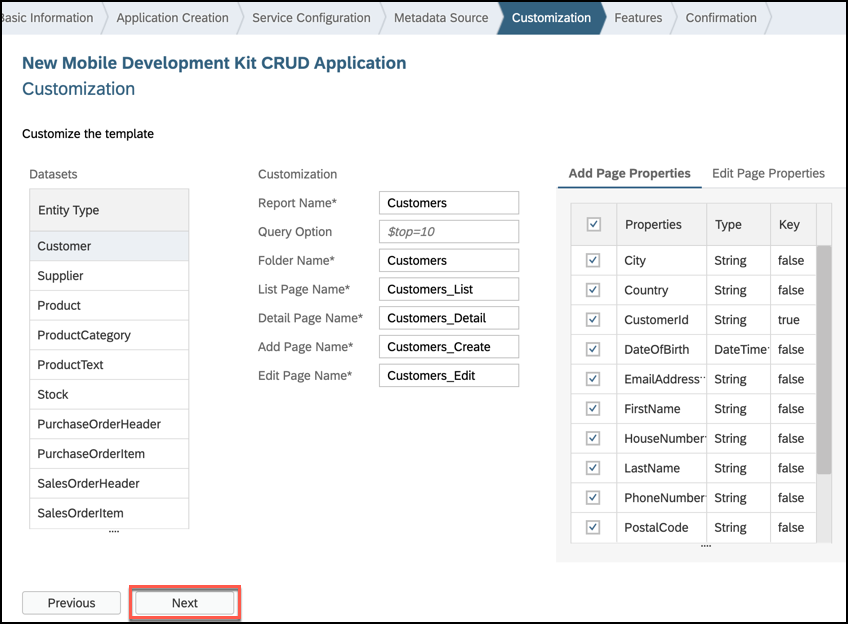 Basic Information
Application Creation
Service Configuration
Metadata Source
Customization
Features
Confirmation
New Mobile Development Kit CRUD Application
Customization
Customize the template
Datasets
Entity Type
Customer
Supplier
Product
ProductCategory
ProductText
Stock
PurchaseOrderHeader
PurchaseOrderItem
SalesOrderHeader
SalesOrderItem
Customization
Report Name* Customers
Query Option $top=10
Folder Name* Customers
List Page Name* Customers_List
Detail Page Name* Customers_Detail
Add Page Name* Customers_Create
Edit Page Name* Customers_Edit
Add Page Properties Edit Page Properties
Properties Type Key
City String false
Country String false
CustomerId String true
DateOfBirth DateTime false
EmailAddress String false
FirstName String false
HouseNumber String false
LastName String false
PhoneNumber String false
PostalCode String false
Previous
Next